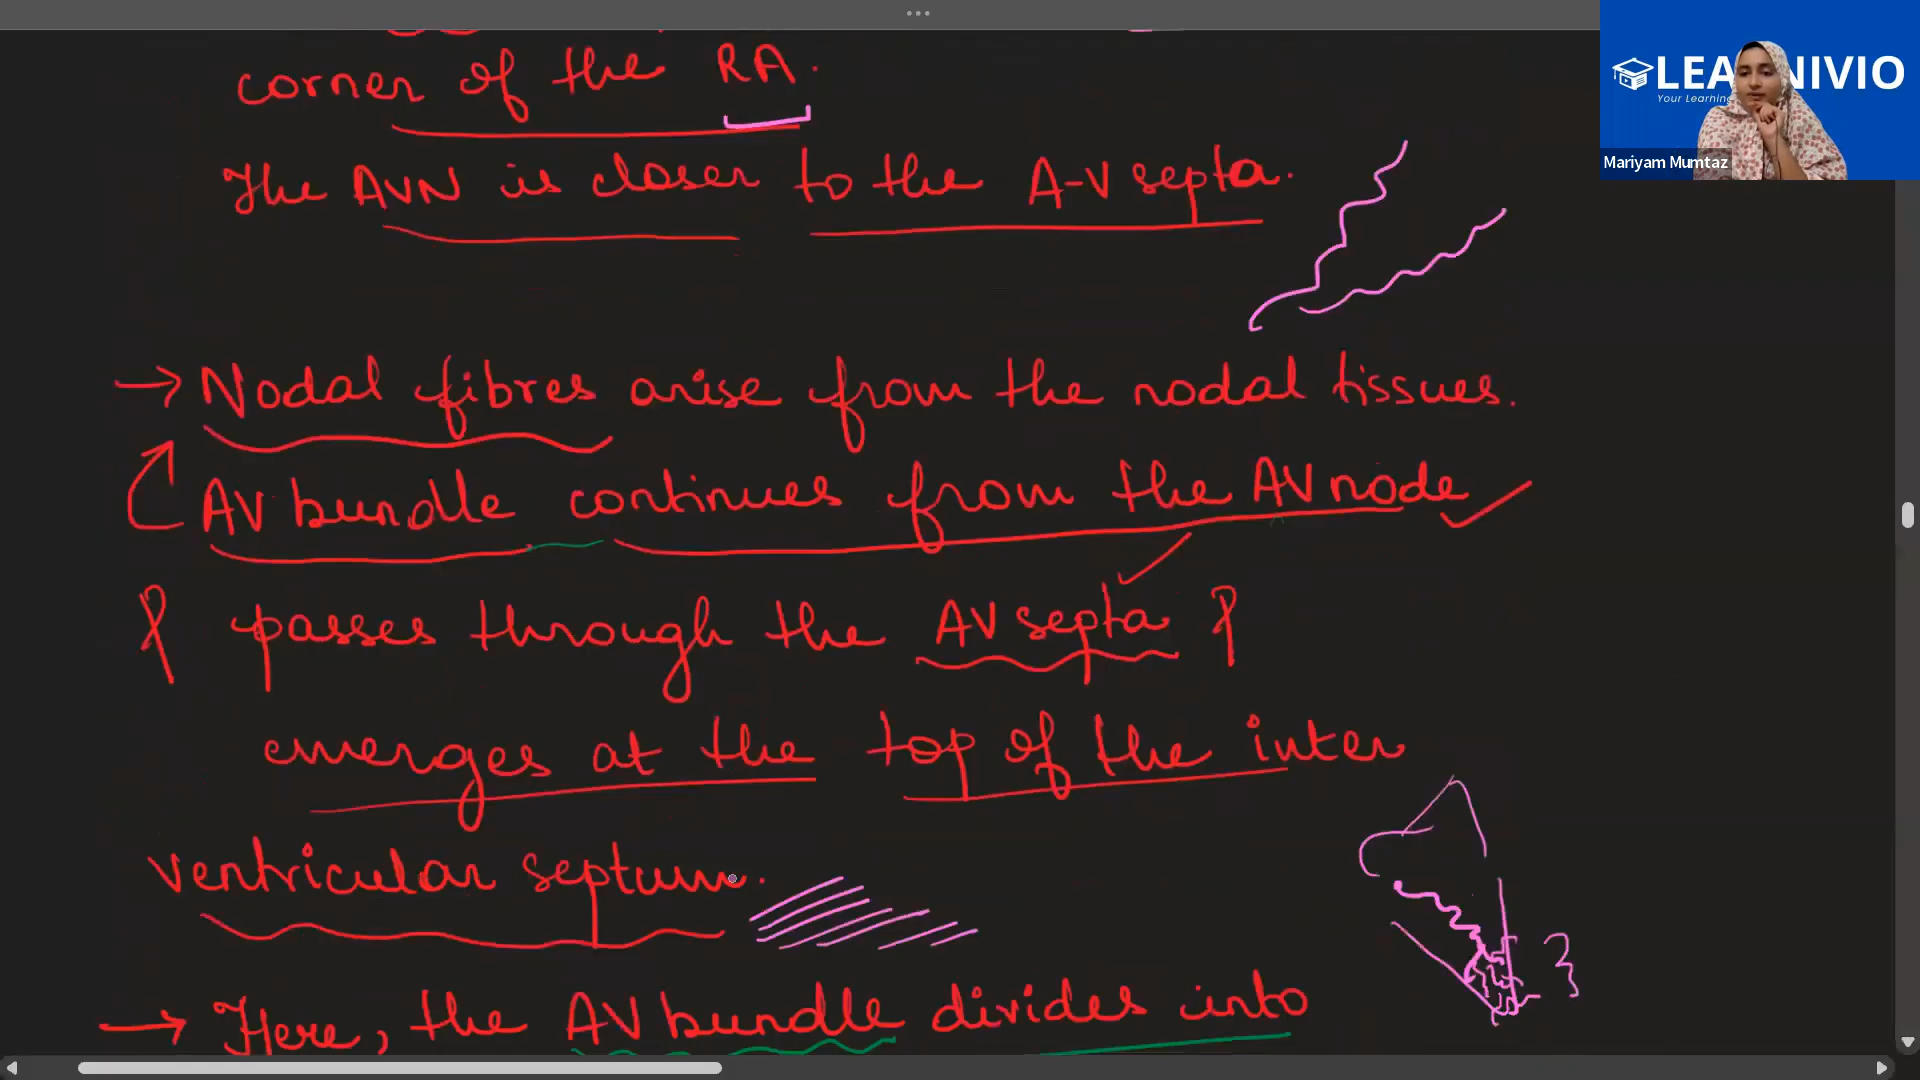 corner of the RA.
The AVN is closer to the A-V septa.
→ Nodal fibres arise from the nodal tissues.
AV bundle continues from the AV node
& passes through the AV septa &
emerges at the top of the inter
ventricular septum.
→ Here, the AV bundle divides into
LEA NIVIO
Your Learning
Mariyam Mumtaz